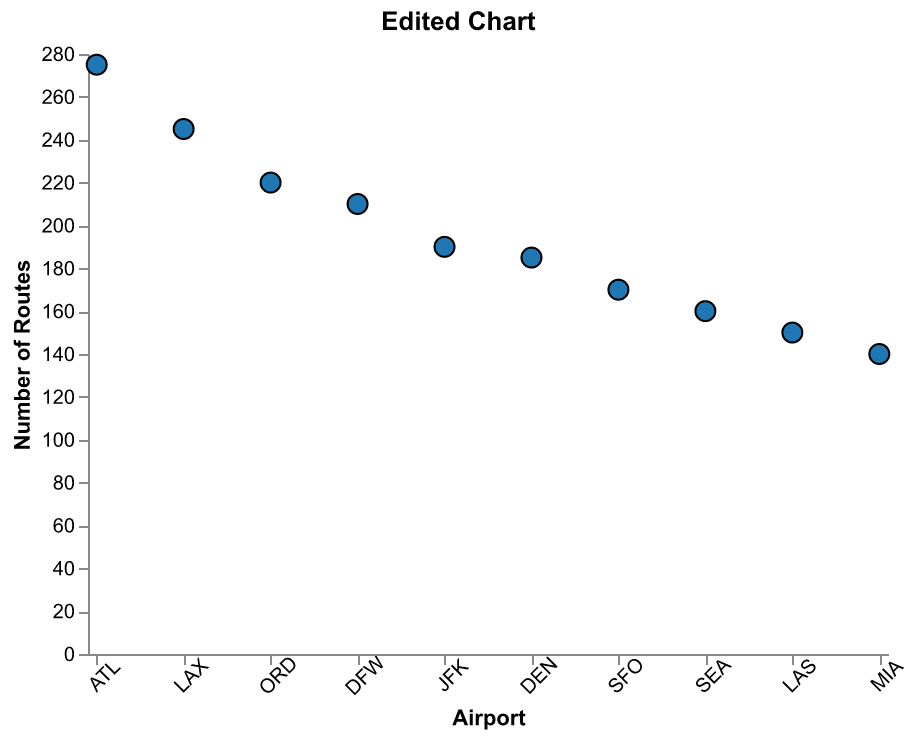 Edited Chart
Number of Routes
280
260
240
220
200
180
160
140
120
100
80
60
40
20
0
ATL
LAX
ORD
DFW
JFK
DEN
SFO
SEA
LAS
MIA
Airport